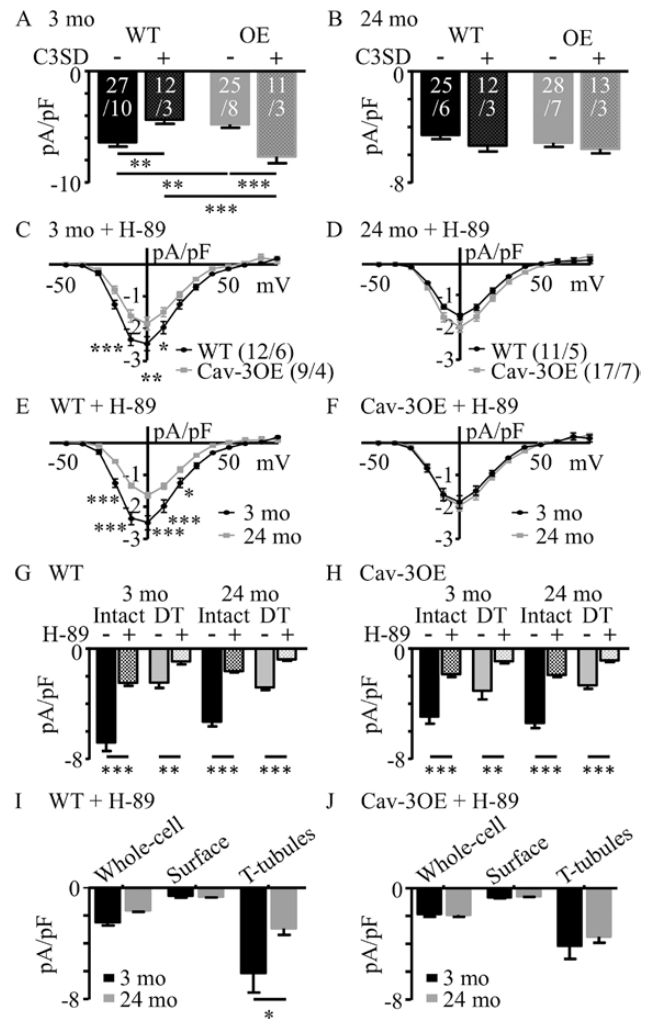 A 3 mo
WT OE
C3SD - + - +
0
pA/pF
-10
27 /10
12 /3
25 /8
11 /3
**
** ***
***
B 24 mo
WT OE
- + - +
0
pA/pF
-8
25 /6
12 /3
28 /7
13 /3
C 3 mo + H-89
pA/pF
-50 50 mV
-1
-2
-3
*** *
**
WT (12/6)
Cav-3OE (9/4)
D 24 mo + H-89
pA/pF
-50 50 mV
-1
-2
-3
WT (11/5)
Cav-3OE (17/7)
E WT + H-89
pA/pF
-50 50 mV
-1
-2
-3
*** *
*** ***
***
3 mo
24 mo
F Cav-3OE + H-89
pA/pF
-50 50 mV
-1
-2
-3
3 mo
24 mo
G WT
3 mo 24 mo
Intact DT Intact DT
H-89 - + - + - + - +
0
pA/pF
-8
*** ** *** ***
H Cav-3OE
3 mo 24 mo
Intact DT Intact DT
H-89 - + - + - + - +
0
pA/pF
-8
*** ** *** ***
I WT + H-89
Whole-cell
Surface
T-tubules
0
pA/pF
-8
3 mo
24 mo
*
J Cav-3OE + H-89
Whole-cell
Surface
T-tubules
0
pA/pF
-8
3 mo
24 mo